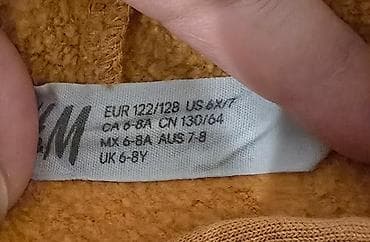 H&M
EUR 122/128 US 6X/7
CA 6-8A CN 130/64
MX 6-8A AUS 7-8
UK 6-8Y